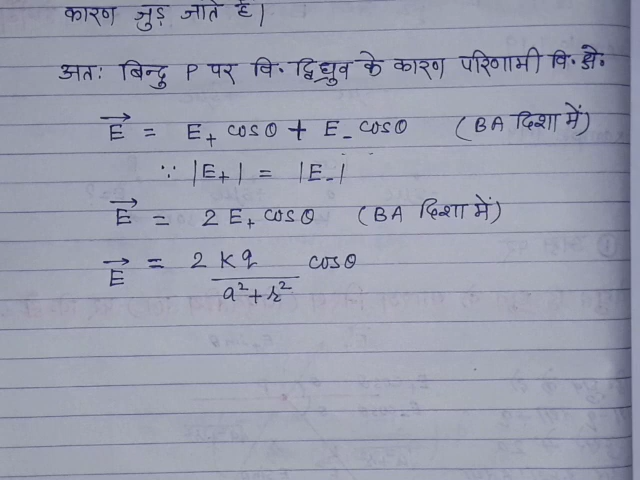 कारण जुड़ जाते हैं।
अतः बिन्दु P पर वि. द्विध्रुव के कारण परिणामी वि. क्षे.
E⃗ = E₊ cosθ + E₋ cosθ (BA दिशा में)
∵ |E₊| = |E₋|
E⃗ = 2 E₊ cosθ (BA दिशा में)
E⃗ = 2 Kq / (a² + r²) cosθ